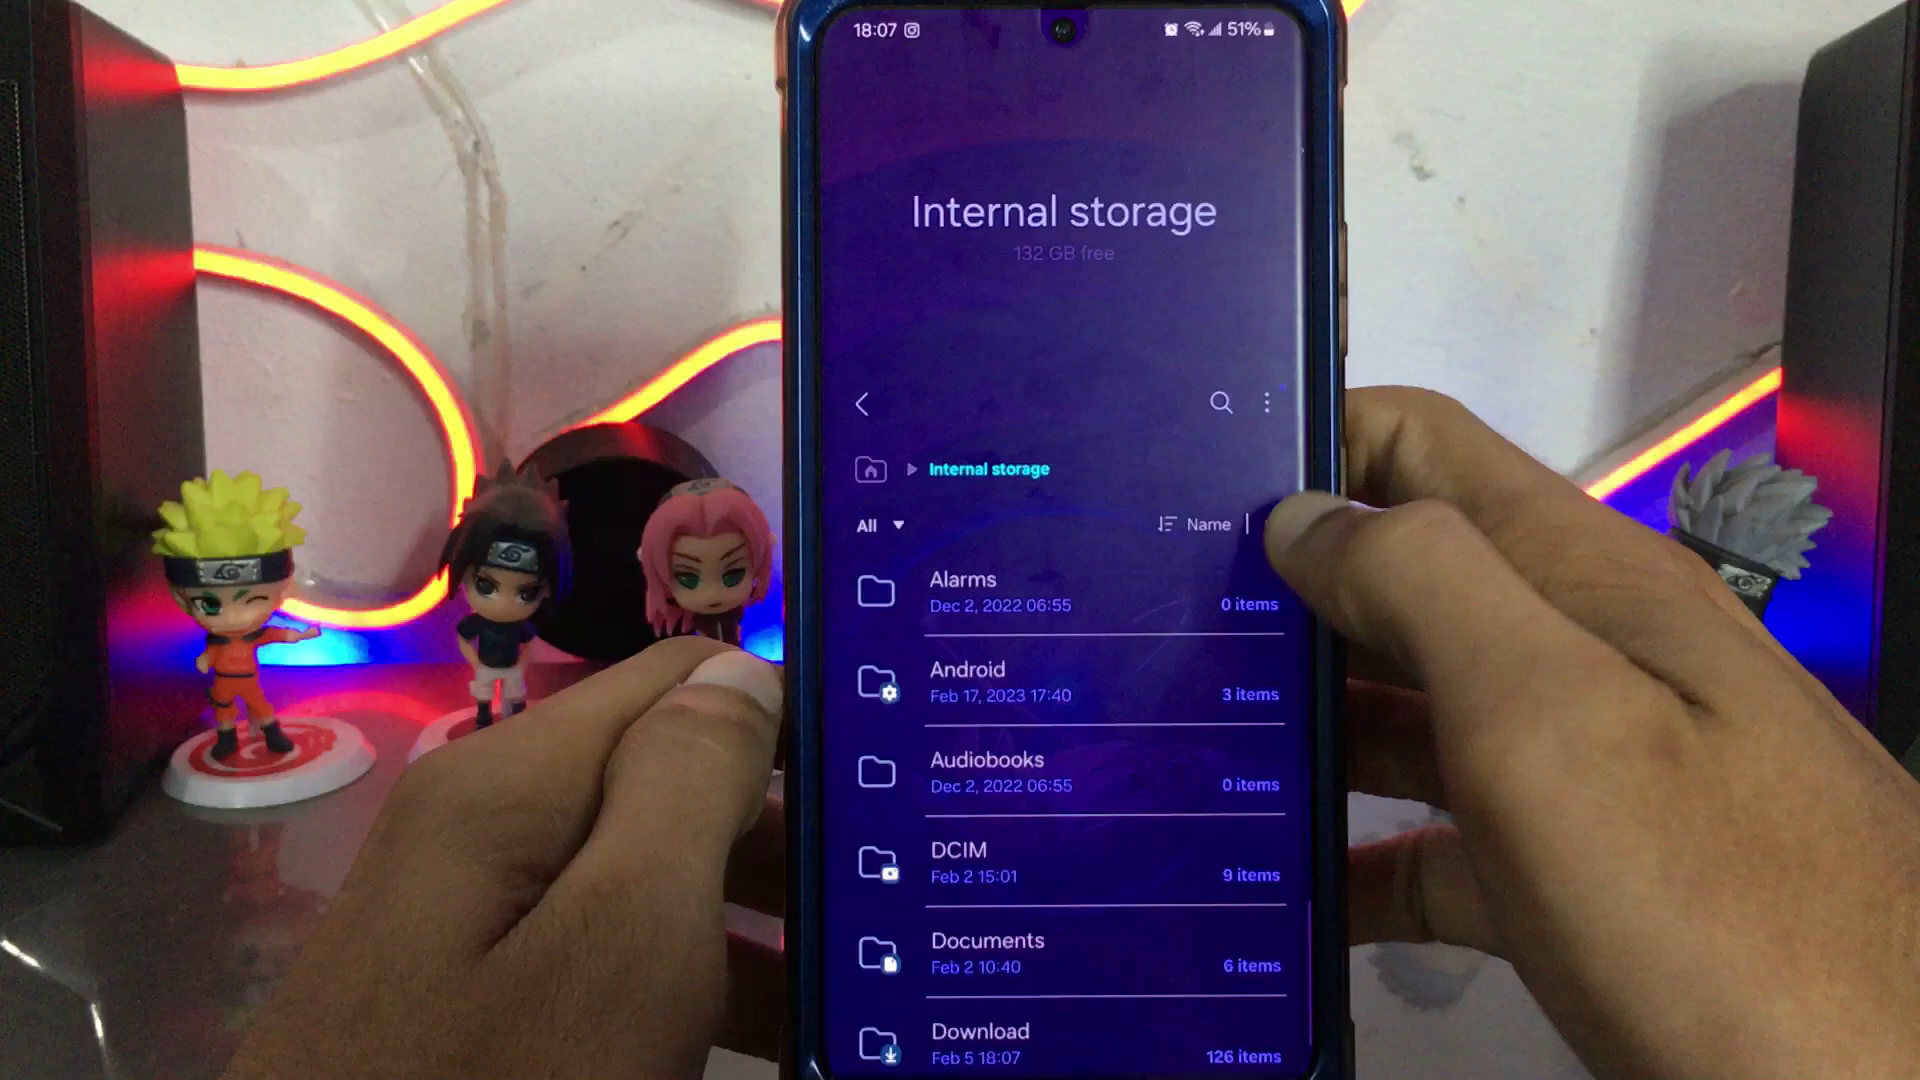 18:07 51%
Internal storage
132 GB free
Internal storage
All Name
Alarms
Dec 2, 2022 06:55 0 items
Android
Feb 17, 2023 17:40 3 items
Audiobooks
Dec 2, 2022 06:55 0 items
DCIM
Feb 2 15:01 9 items
Documents
Feb 2 10:40 6 items
Download
Feb 5 18:07 126 items